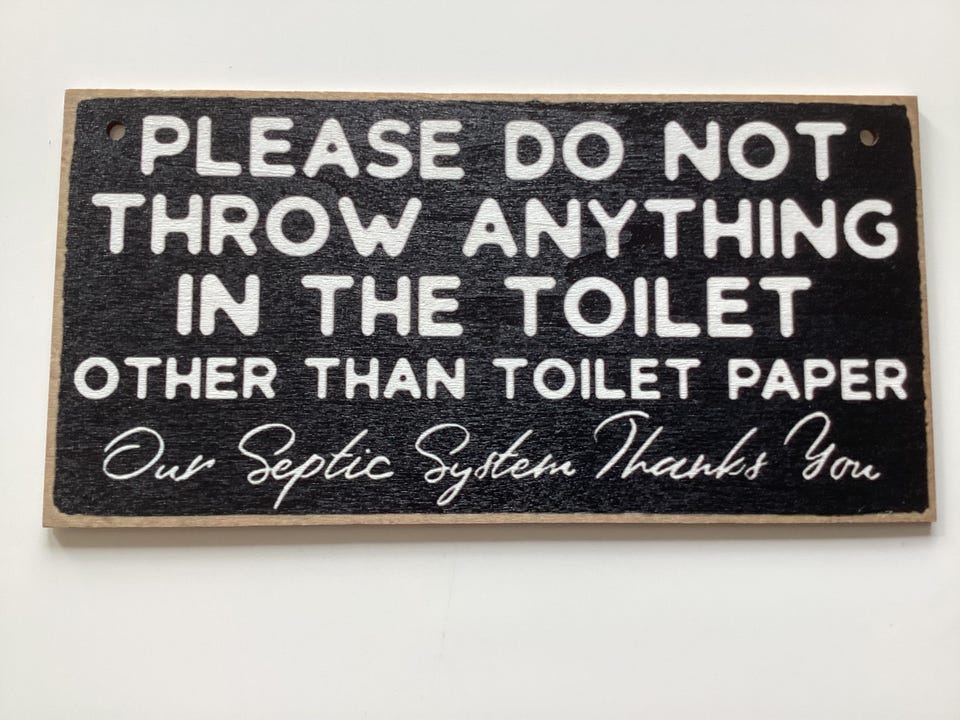 PLEASE DO NOT
THROW ANYTHING
IN THE TOILET
OTHER THAN TOILET PAPER
Our Septic System Thanks You